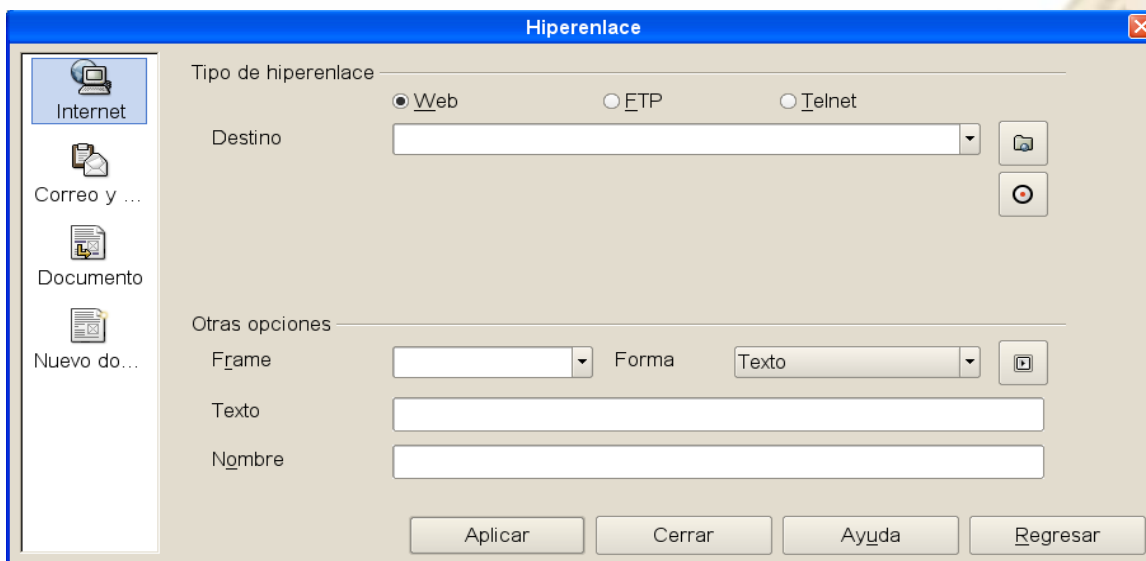 Hiperenlace
Internet
Correo y ...
Documento
Nuevo do...
Tipo de hiperenlace
Web FTP Telnet
Destino
Otras opciones
Frame Forma Texto
Texto
Nombre
Aplicar Cerrar Ayuda Regresar